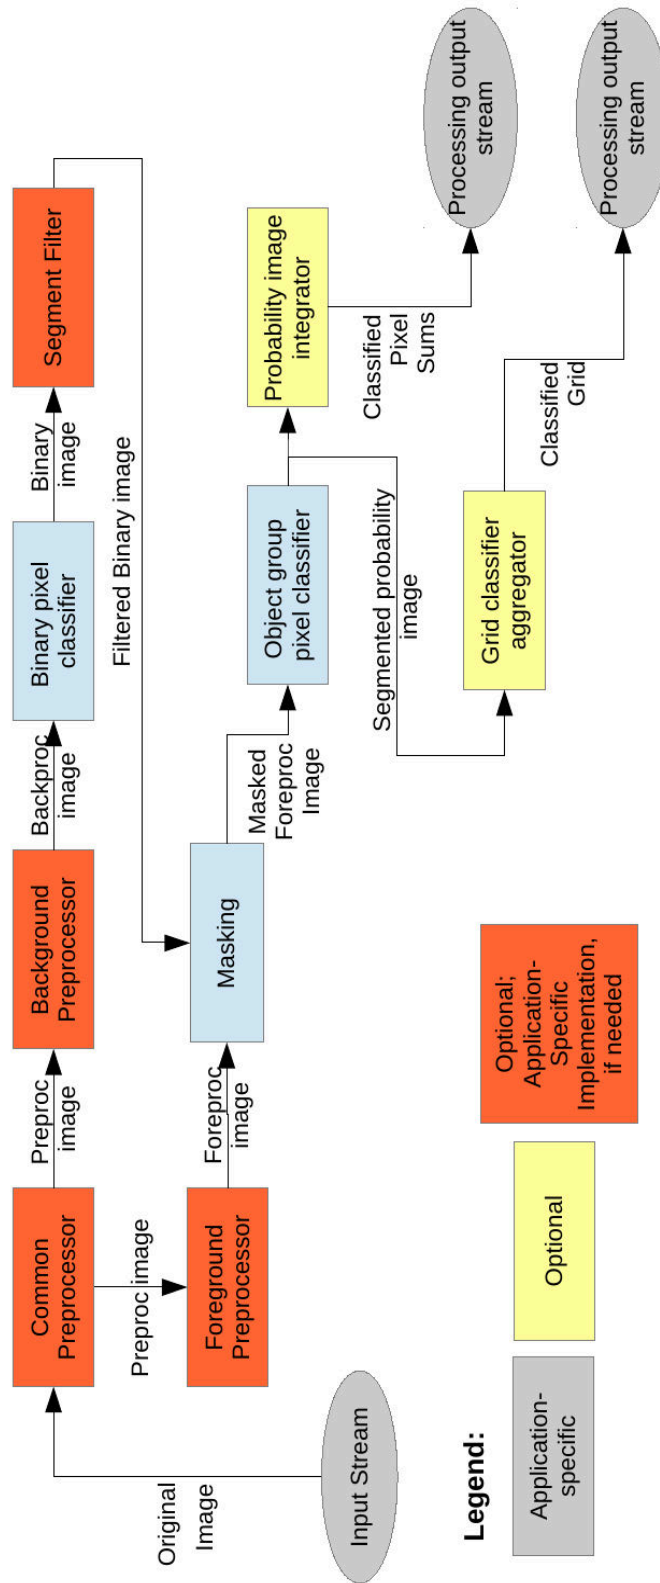 Original
Image
Input Stream
Common
Preprocessor
Preproc
image
Preproc image
Foreground
Preprocessor
Foreproc
image
Background
Preprocessor
Backproc
image
Binary pixel
classifier
Binary
image
Segment Filter
Filtered Binary image
Masking
Masked
Foreproc
Image
Object group
pixel classifier
Segmented probability
image
Probability image
integrator
Classified
Pixel
Sums
Processing output
stream
Grid classifier
aggregator
Classified
Grid
Processing output
stream
Legend:
Application-
specific
Optional
Optional;
Application-
Specific
Implementation,
if needed